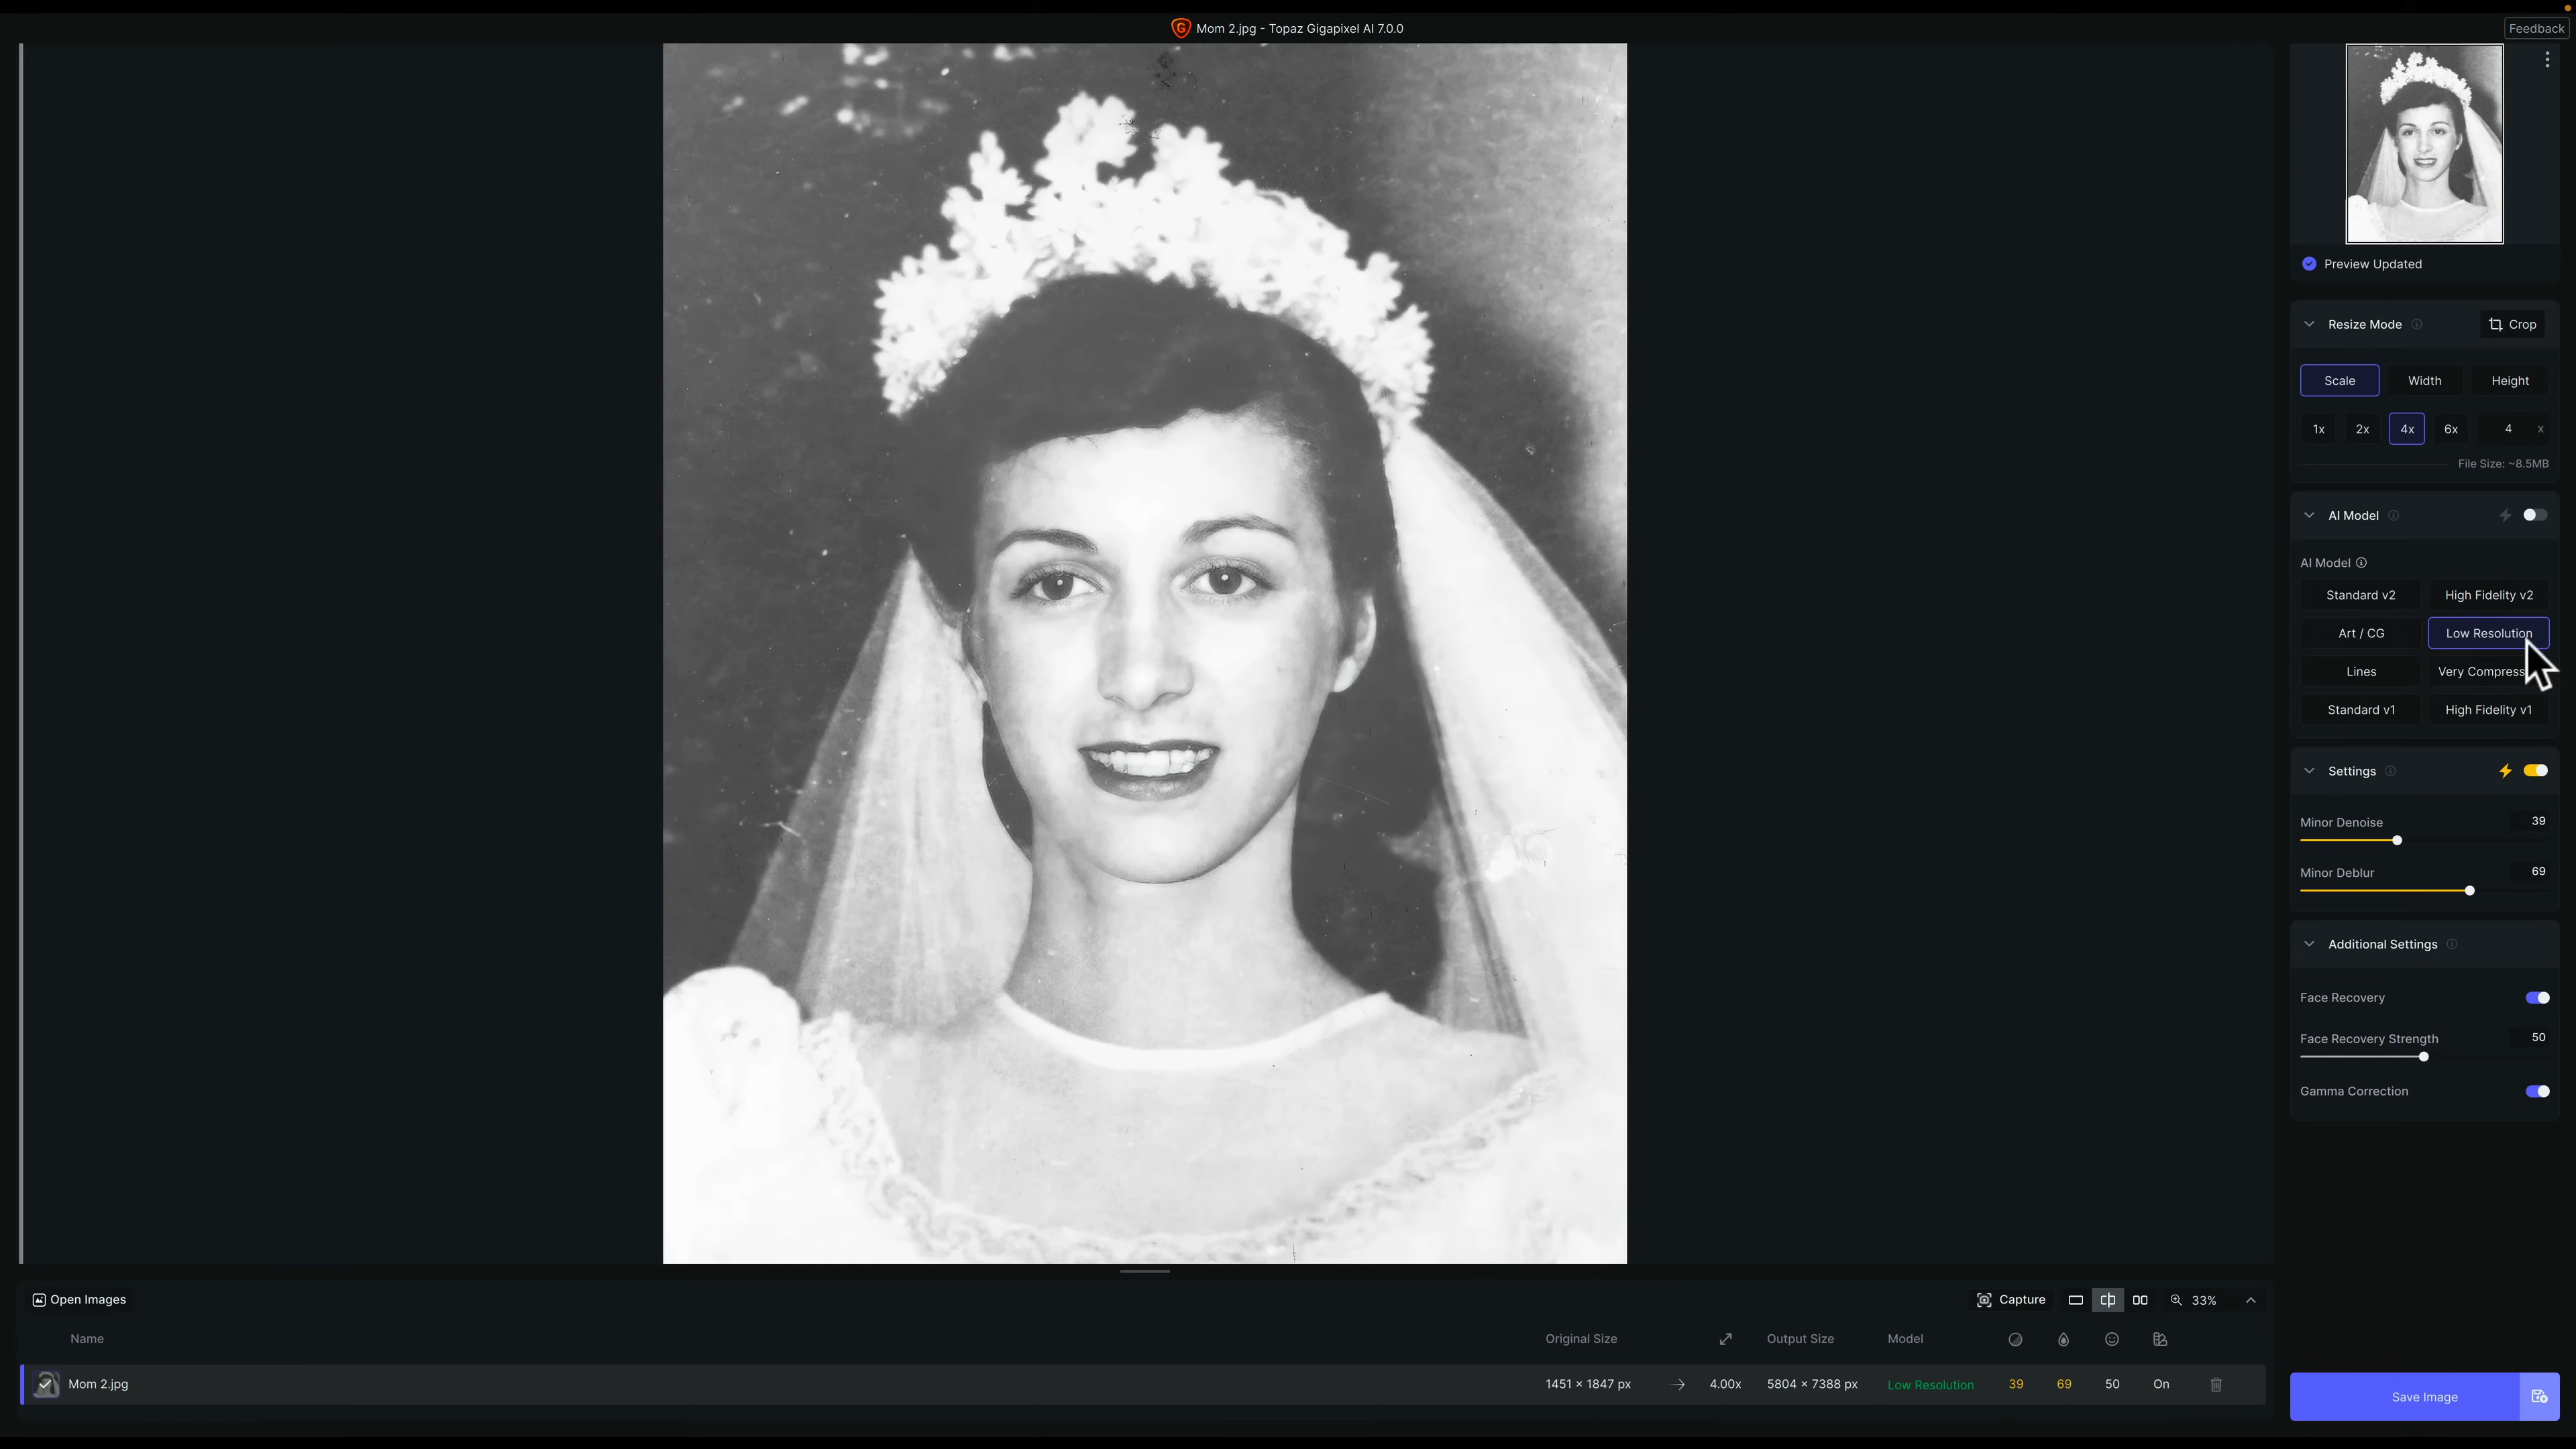 Mom 2.jpg - Topaz Gigapixel AI 7.0.0
Feedback
Preview Updated
Resize Mode
Crop
Scale Width Height
1x 2x 4x 6x 4 x
File Size: ~8.5MB
AI Model
AI Model
Standard v2 High Fidelity v2
Art / CG Low Resolution
Lines Very Compress
Standard v1 High Fidelity v1
Settings
Minor Denoise 39
Minor Deblur 69
Additional Settings
Face Recovery
Face Recovery Strength 50
Gamma Correction
Open Images
Capture 33%
Name Original Size Output Size Model
Mom 2.jpg 1451 × 1847 px → 4.00x 5804 × 7388 px Low Resolution 39 69 50 On
Save Image